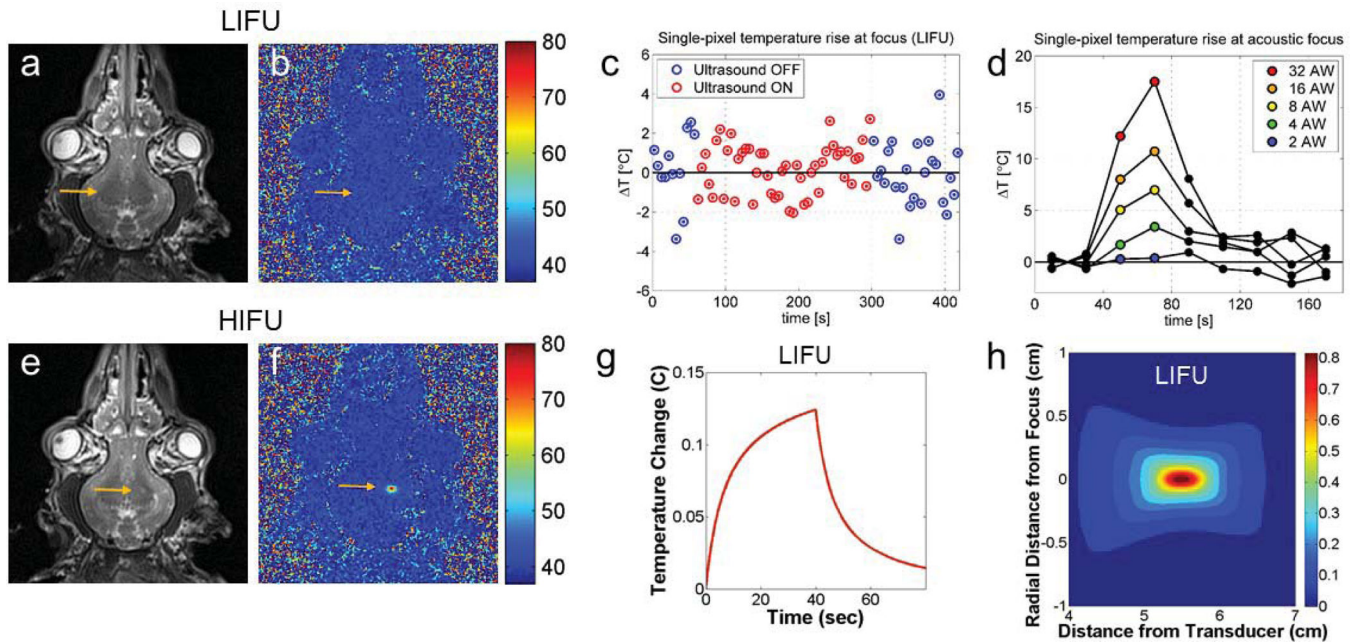 LIFU
a
b
80
70
60
50
40
Single-pixel temperature rise at focus (LIFU)
c
Ultrasound OFF
Ultrasound ON
ΔT [°C]
6
4
2
0
-2
-4
-6
0 100 200 300 400
time [s]
Single-pixel temperature rise at acoustic focus
d
32 AW
16 AW
8 AW
4 AW
2 AW
ΔT [°C]
20
15
10
5
0
0 40 80 120 160
time [s]
HIFU
e
f
80
70
60
50
40
g
LIFU
Temperature Change (C)
0.15
0.1
0.05
0
0 20 40 60
Time (sec)
h
LIFU
Radial Distance from Focus (cm)
1
0.5
0
-0.5
-1
4 5 6 7
Distance from Transducer (cm)
0.8
0.7
0.6
0.5
0.4
0.3
0.2
0.1
0